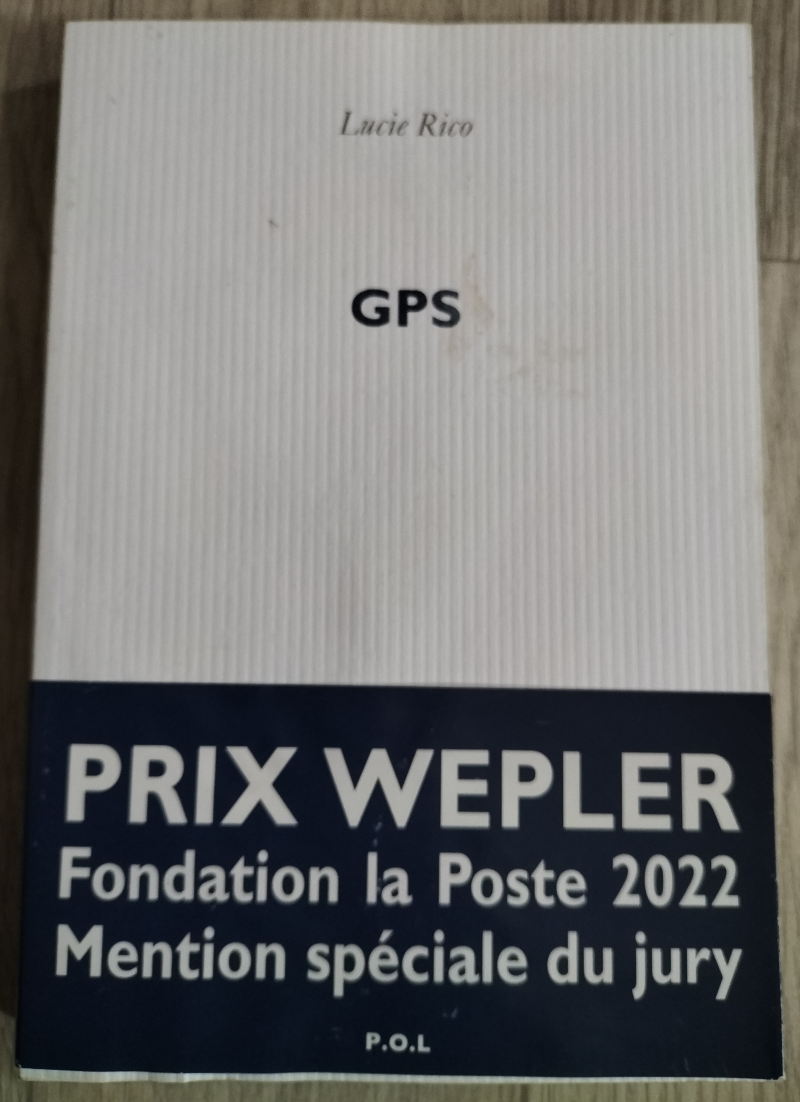 Lucie Rico
GPS
PRIX WEPLER
Fondation la Poste 2022
Mention spéciale du jury
P.O.L